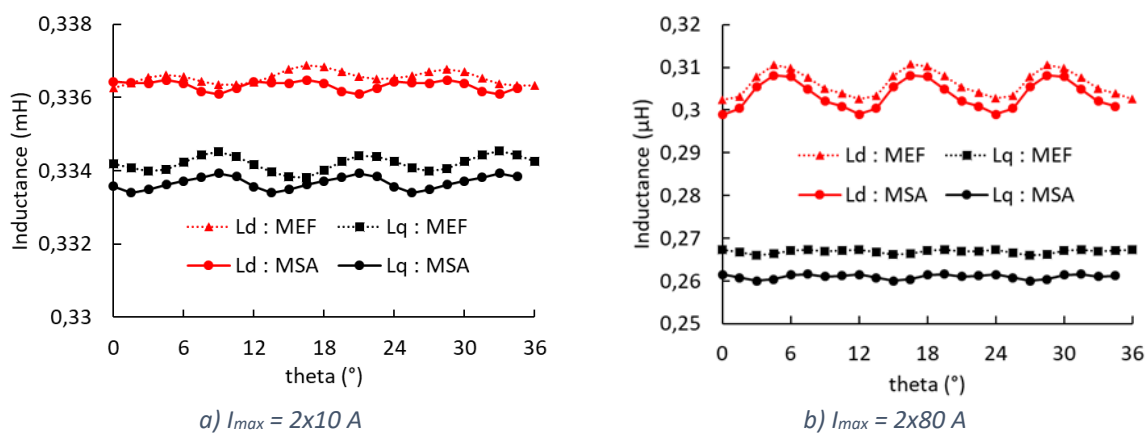 0,338
0,336
0,334
0,332
0,33
Inductance (mH)
Ld : MEF
Lq : MEF
Ld : MSA
Lq : MSA
0 6 12 18 24 30 36
theta (°)
a) Imax = 2x10 A
0,32
0,31
0,3
0,29
0,28
0,27
0,26
0,25
Inductance (µH)
Ld : MEF
Lq : MEF
Ld : MSA
Lq : MSA
0 6 12 18 24 30 36
theta (°)
b) Imax = 2x80 A